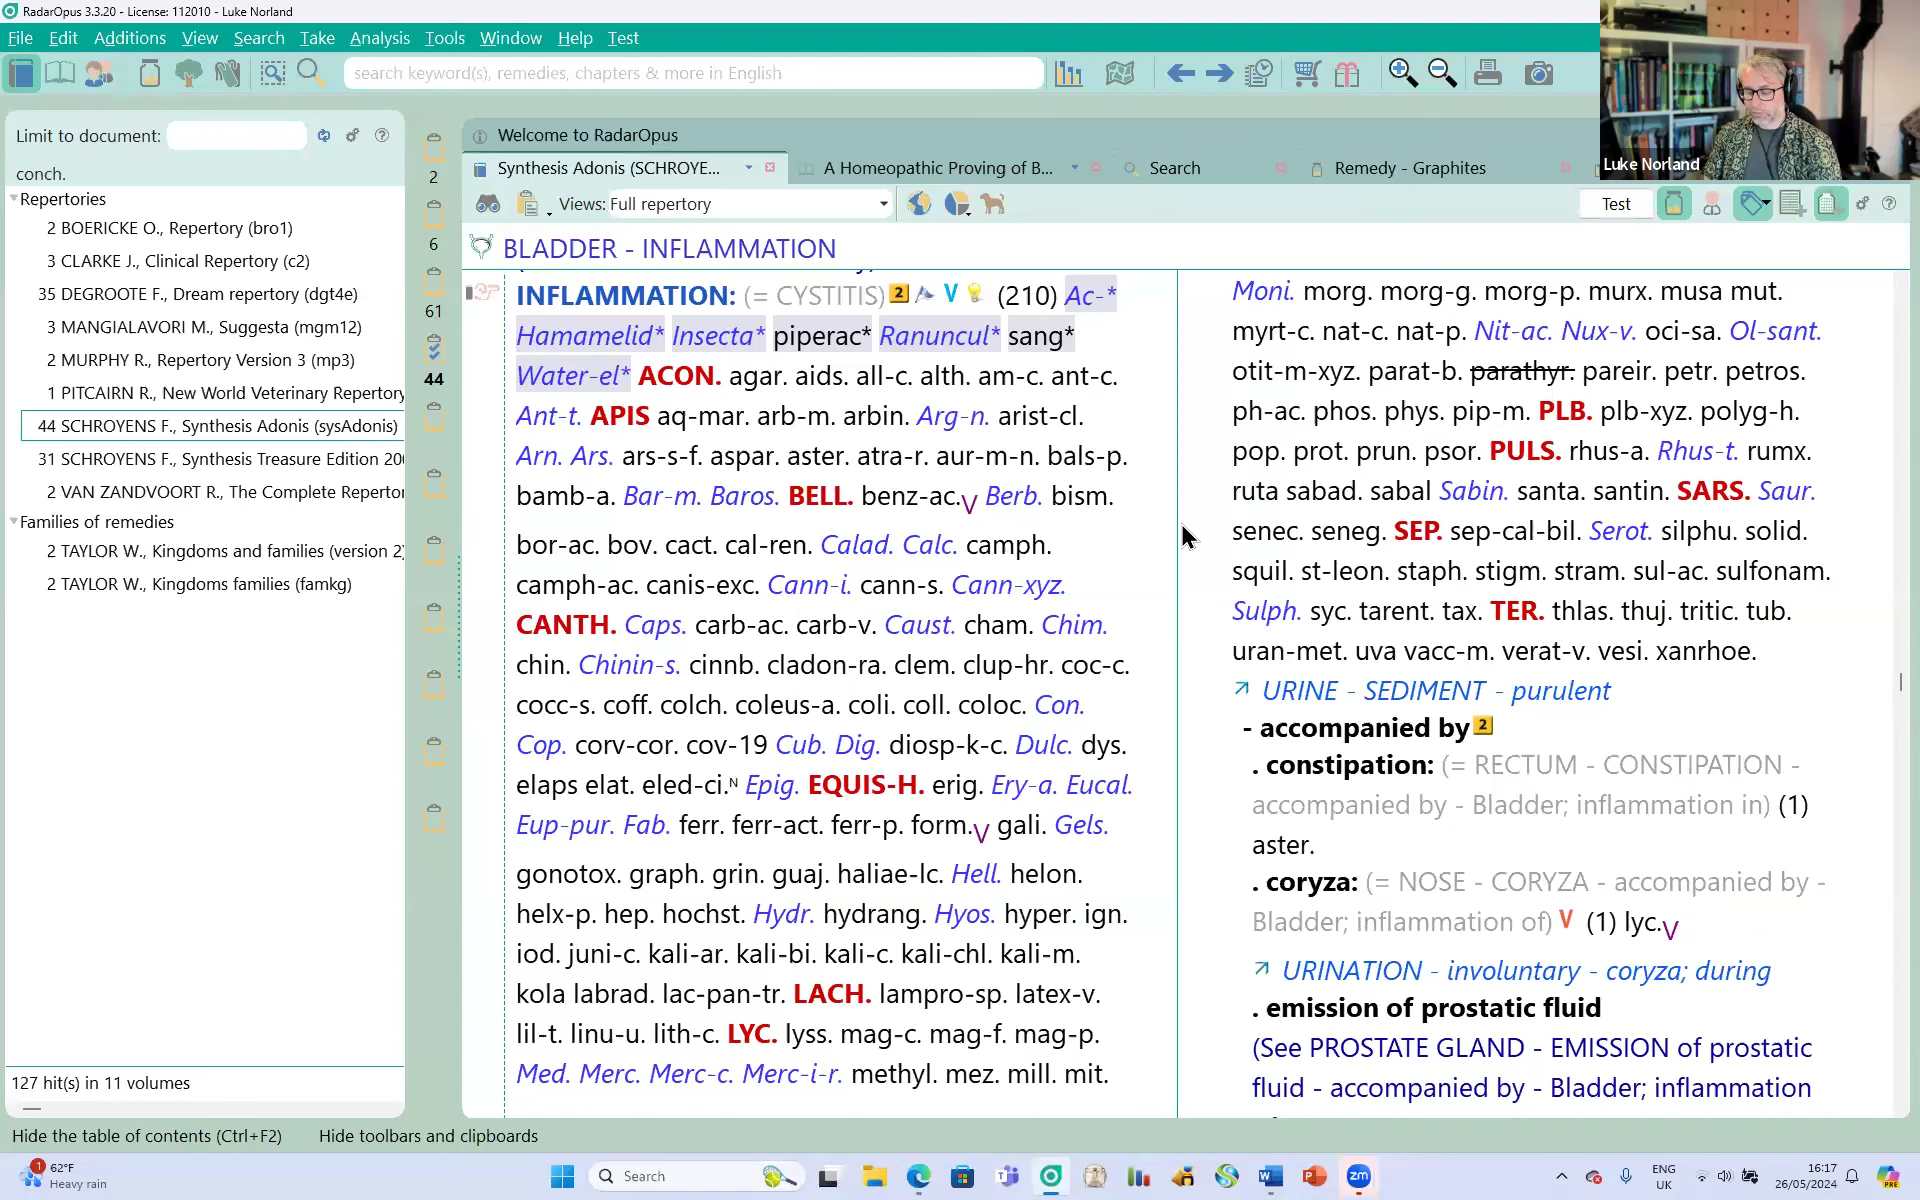 RadarOpus 3.3.20 - License: 112010 - Luke Norland
File Edit Additions View Search Take Analysis Tools Window Help Test
search keyword(s), remedies, chapters & more in English
Luke Norland
Limit to document:
conch.
Repertories
2 BOERICKE O., Repertory (bro1)
3 CLARKE J., Clinical Repertory (c2)
35 DEGROOTE F., Dream repertory (dgt4e)
3 MANGIALAVORI M., Suggesta (mgm12)
2 MURPHY R., Repertory Version 3 (mp3)
1 PITCAIRN R., New World Veterinary Repertory
44 SCHROYENS F., Synthesis Adonis (sysAdonis)
31 SCHROYENS F., Synthesis Treasure Edition 200
2 VAN ZANDVOORT R., The Complete Reperto
Families of remedies
2 TAYLOR W., Kingdoms and families (version 2)
2 TAYLOR W., Kingdoms families (famkg)
127 hit(s) in 11 volumes
2
6
61
44
Welcome to RadarOpus
Synthesis Adonis (SCHROYE... A Homeopathic Proving of B... Search Remedy - Graphites
Views: Full repertory Test
BLADDER - INFLAMMATION
INFLAMMATION: (= CYSTITIS) 2 V (210) Ac-*
Hamamelid* Insecta* piperac* Ranuncul* sang*
Water-el* ACON. agar. aids. all-c. alth. am-c. ant-c.
Ant-t. APIS aq-mar. arb-m. arbin. Arg-n. arist-cl.
Arn. Ars. ars-s-f. aspar. aster. atra-r. aur-m-n. bals-p.
bamb-a. Bar-m. Baros. BELL. benz-ac.V Berb. bism.
bor-ac. bov. cact. cal-ren. Calad. Calc. camph.
camph-ac. canis-exc. Cann-i. cann-s. Cann-xyz.
CANTH. Caps. carb-ac. carb-v. Caust. cham. Chim.
chin. Chinin-s. cinnb. cladon-ra. clem. clup-hr. coc-c.
cocc-s. coff. colch. coleus-a. coli. coll. coloc. Con.
Cop. corv-cor. cov-19 Cub. Dig. diosp-k-c. Dulc. dys.
elaps elat. eled-ci.N Epig. EQUIS-H. erig. Ery-a. Eucal.
Eup-pur. Fab. ferr. ferr-act. ferr-p. form.V gali. Gels.
gonotox. graph. grin. guaj. haliae-lc. Hell. helon.
helx-p. hep. hochst. Hydr. hydrang. Hyos. hyper. ign.
iod. juni-c. kali-ar. kali-bi. kali-c. kali-chl. kali-m.
kola labrad. lac-pan-tr. LACH. lampro-sp. latex-v.
lil-t. linu-u. lith-c. LYC. lyss. mag-c. mag-f. mag-p.
Med. Merc. Merc-c. Merc-i-r. methyl. mez. mill. mit.
Moni. morg. morg-g. morg-p. murx. musa mut.
myrt-c. nat-c. nat-p. Nit-ac. Nux-v. oci-sa. Ol-sant.
otit-m-xyz. parat-b. parathyr. pareir. petr. petros.
ph-ac. phos. phys. pip-m. PLB. plb-xyz. polyg-h.
pop. prot. prun. psor. PULS. rhus-a. Rhus-t. rumx.
ruta sabad. sabal Sabin. santa. santin. SARS. Saur.
senec. seneg. SEP. sep-cal-bil. Serot. silphu. solid.
squil. st-leon. staph. stigm. stram. sul-ac. sulfonam.
Sulph. syc. tarent. tax. TER. thlas. thuj. tritic. tub.
uran-met. uva vacc-m. verat-v. vesi. xanrhoe.
URINE - SEDIMENT - purulent
- accompanied by 2
. constipation: (= RECTUM - CONSTIPATION -
accompanied by - Bladder; inflammation in) (1)
aster.
. coryza: (= NOSE - CORYZA - accompanied by -
Bladder; inflammation of) V (1) lyc.V
URINATION - involuntary - coryza; during
. emission of prostatic fluid
(See PROSTATE GLAND - EMISSION of prostatic
fluid - accompanied by - Bladder; inflammation
Hide the table of contents (Ctrl+F2) Hide toolbars and clipboards
1
62°F
Heavy rain
Search
ENG
UK
16:17
26/05/2024